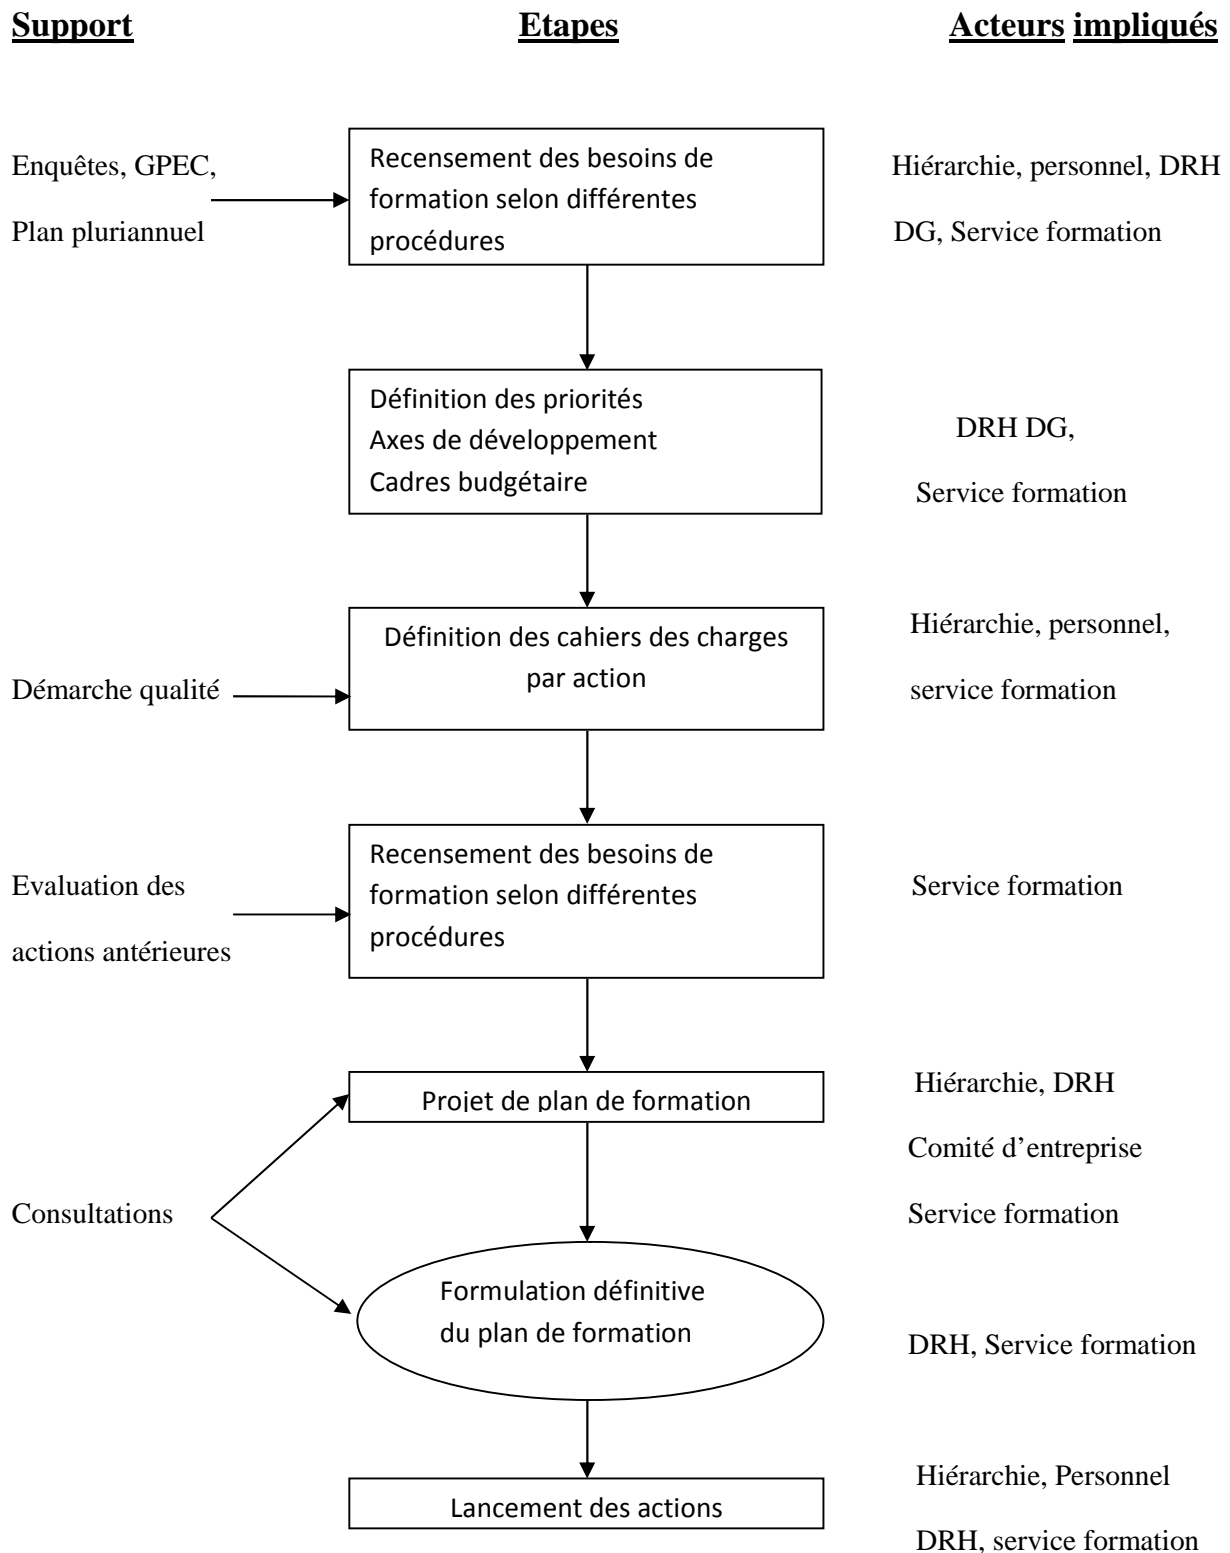 Support Etapes Acteurs impliqués
Enquêtes, GPEC,
Plan pluriannuel
Recensement des besoins de
formation selon différentes
procédures
Hiérarchie, personnel, DRH
DG, Service formation
Définition des priorités
Axes de développement
Cadres budgétaire
DRH DG,
Service formation
Démarche qualité
Définition des cahiers des charges
par action
Hiérarchie, personnel,
service formation
Evaluation des
actions antérieures
Recensement des besoins de
formation selon différentes
procédures
Service formation
Projet de plan de formation
Hiérarchie, DRH
Comité d’entreprise
Service formation
Consultations
Formulation définitive
du plan de formation
DRH, Service formation
Lancement des actions
Hiérarchie, Personnel
DRH, service formation